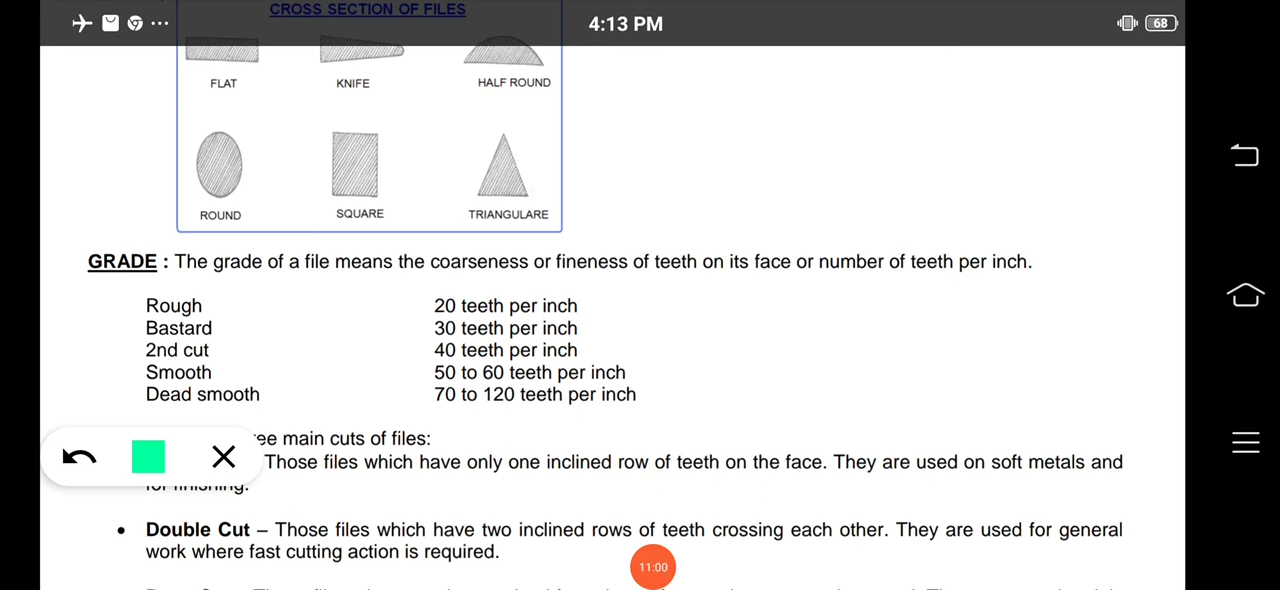 CROSS SECTION OF FILES
4:13 PM
68
FLAT KNIFE HALF ROUND
ROUND SQUARE TRIANGULARE
GRADE : The grade of a file means the coarseness or fineness of teeth on its face or number of teeth per inch.
Rough 20 teeth per inch
Bastard 30 teeth per inch
2nd cut 40 teeth per inch
Smooth 50 to 60 teeth per inch
Dead smooth 70 to 120 teeth per inch
main cuts of files:
Those files which have only one inclined row of teeth on the face. They are used on soft metals and
• Double Cut – Those files which have two inclined rows of teeth crossing each other. They are used for general
work where fast cutting action is required.
11:00